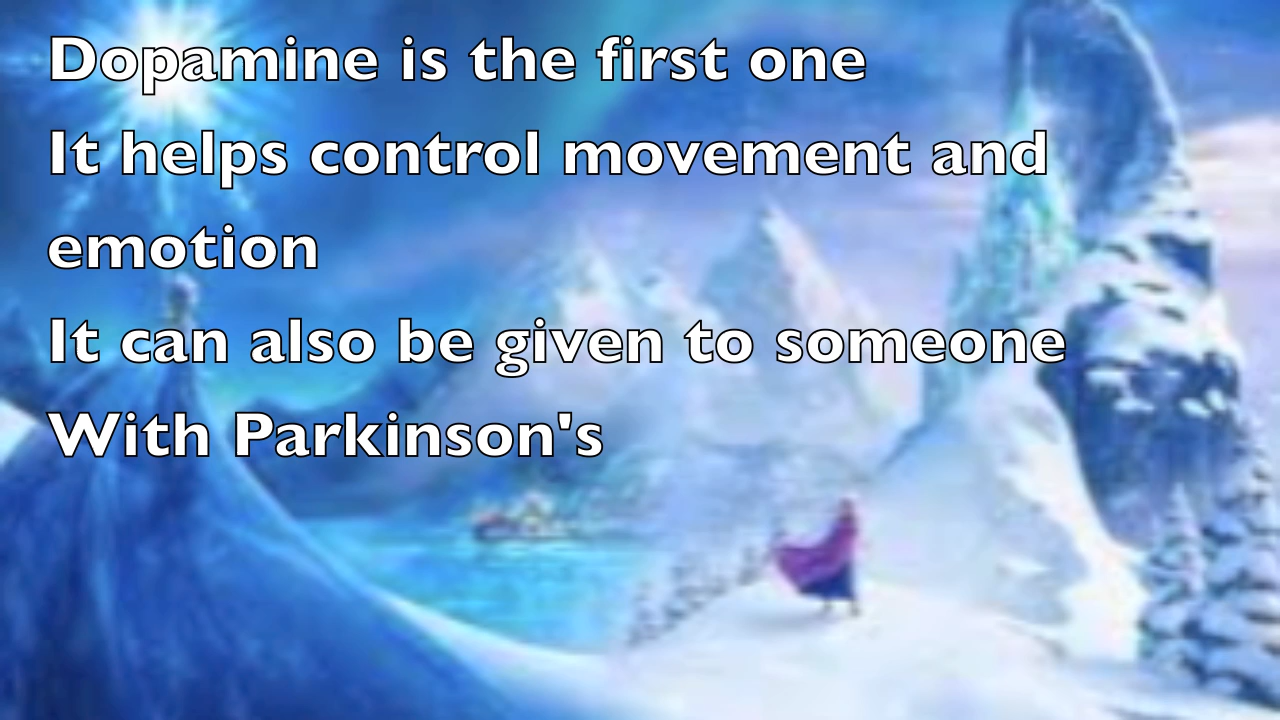 Dopamine is the first one
It helps control movement and
emotion
It can also be given to someone
With Parkinson's